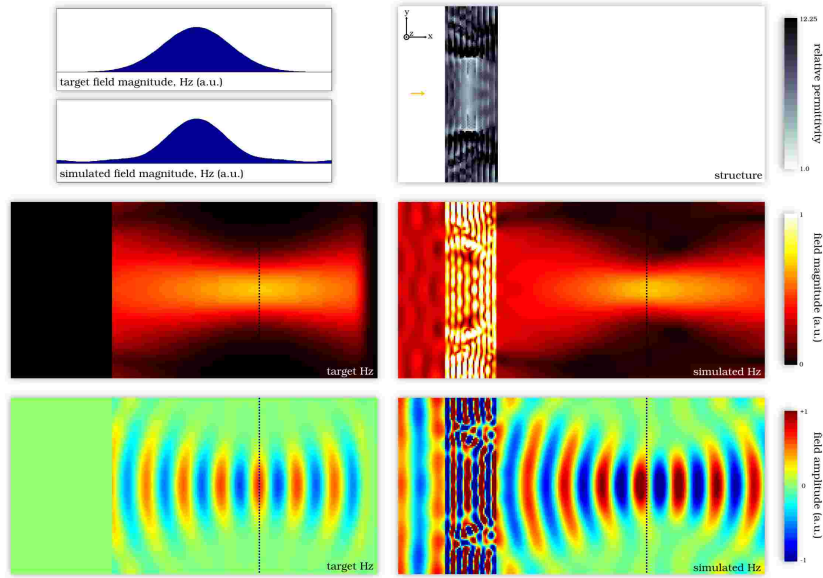 target field magnitude, Hz (a.u.)
simulated field magnitude, Hz (a.u.)
y
z
x
structure
12.25
1.0
relative permittivity
target Hz
simulated Hz
1
0
field magnitude (a.u.)
target Hz
simulated Hz
+1
0
−1
field amplitude (a.u.)